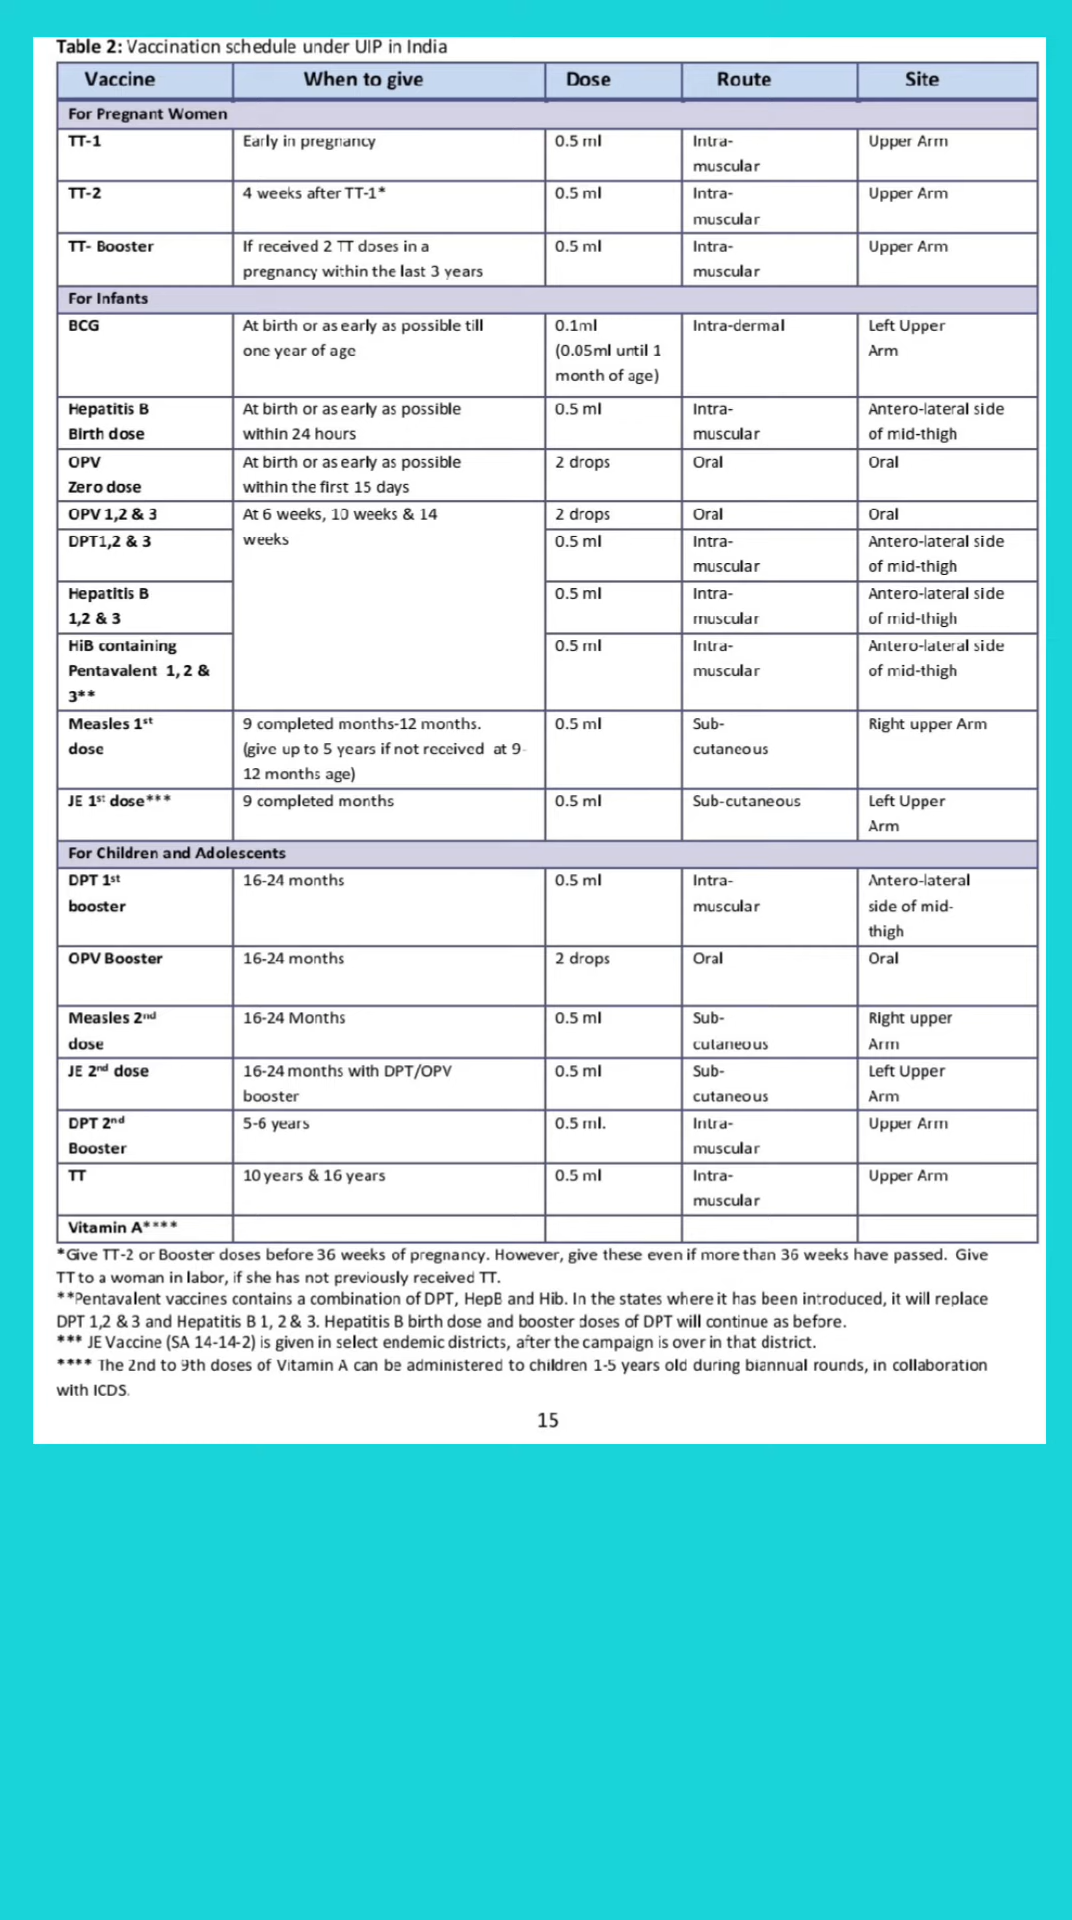 Table 2: Vaccination schedule under UIP in India
Vaccine When to give Dose Route Site
For Pregnant Women
TT-1 Early in pregnancy 0.5 ml Intra- Upper Arm
muscular
TT-2 4 weeks after TT-1* 0.5 ml Intra- Upper Arm
muscular
TT- Booster If received 2 TT doses in a 0.5 ml Intra- Upper Arm
pregnancy within the last 3 years muscular
For Infants
BCG At birth or as early as possible till 0.1ml Intra-dermal Left Upper
one year of age (0.05ml until 1 Arm
month of age)
Hepatitis B At birth or as early as possible 0.5 ml Intra- Antero-lateral side
Birth dose within 24 hours muscular of mid-thigh
OPV At birth or as early as possible 2 drops Oral Oral
Zero dose within the first 15 days
OPV 1,2 & 3 At 6 weeks, 10 weeks & 14 2 drops Oral Oral
DPT1,2 & 3 weeks 0.5 ml Intra- Antero-lateral side
muscular of mid-thigh
Hepatitis B 0.5 ml Intra- Antero-lateral side
1,2 & 3 muscular of mid-thigh
HiB containing 0.5 ml Intra- Antero-lateral side
Pentavalent 1, 2 & muscular of mid-thigh
3**
Measles 1st 9 completed months-12 months. 0.5 ml Sub- Right upper Arm
dose (give up to 5 years if not received at 9- cutaneous
12 months age)
JE 1st dose*** 9 completed months 0.5 ml Sub-cutaneous Left Upper
Arm
For Children and Adolescents
DPT 1st 16-24 months 0.5 ml Intra- Antero-lateral
booster muscular side of mid-
thigh
OPV Booster 16-24 months 2 drops Oral Oral
Measles 2nd 16-24 Months 0.5 ml Sub- Right upper
dose cutaneous Arm
JE 2nd dose 16-24 months with DPT/OPV 0.5 ml Sub- Left Upper
booster cutaneous Arm
DPT 2nd 5-6 years 0.5 ml. Intra- Upper Arm
Booster muscular
TT 10 years & 16 years 0.5 ml Intra- Upper Arm
muscular
Vitamin A****
*Give TT-2 or Booster doses before 36 weeks of pregnancy. However, give these even if more than 36 weeks have passed. Give
TT to a woman in labor, if she has not previously received TT.
**Pentavalent vaccines contains a combination of DPT, HepB and Hib. In the states where it has been introduced, it will replace
DPT 1,2 & 3 and Hepatitis B 1, 2 & 3. Hepatitis B birth dose and booster doses of DPT will continue as before.
*** JE Vaccine (SA 14-14-2) is given in select endemic districts, after the campaign is over in that district.
**** The 2nd to 9th doses of Vitamin A can be administered to children 1-5 years old during biannual rounds, in collaboration
with ICDS.
15